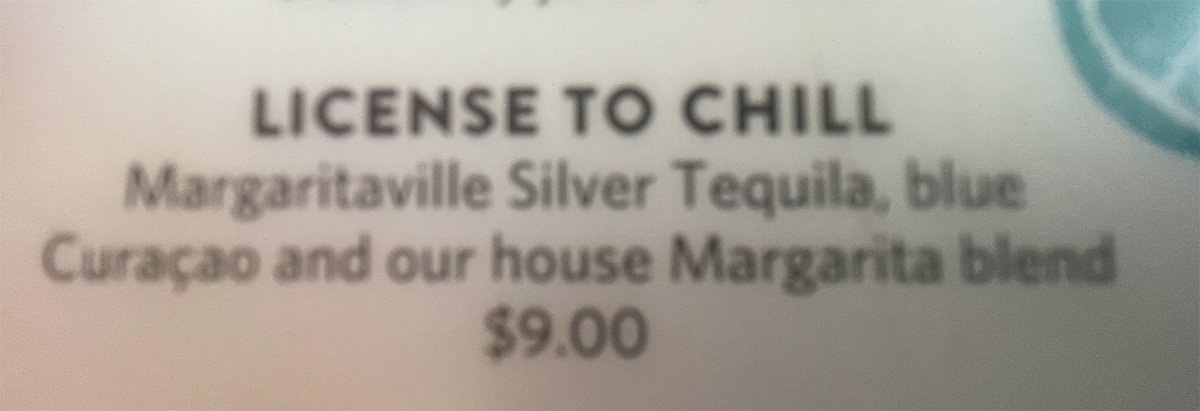 LICENSE TO CHILL
Margaritaville Silver Tequila, blue
Curaçao and our house Margarita blend
$9.00